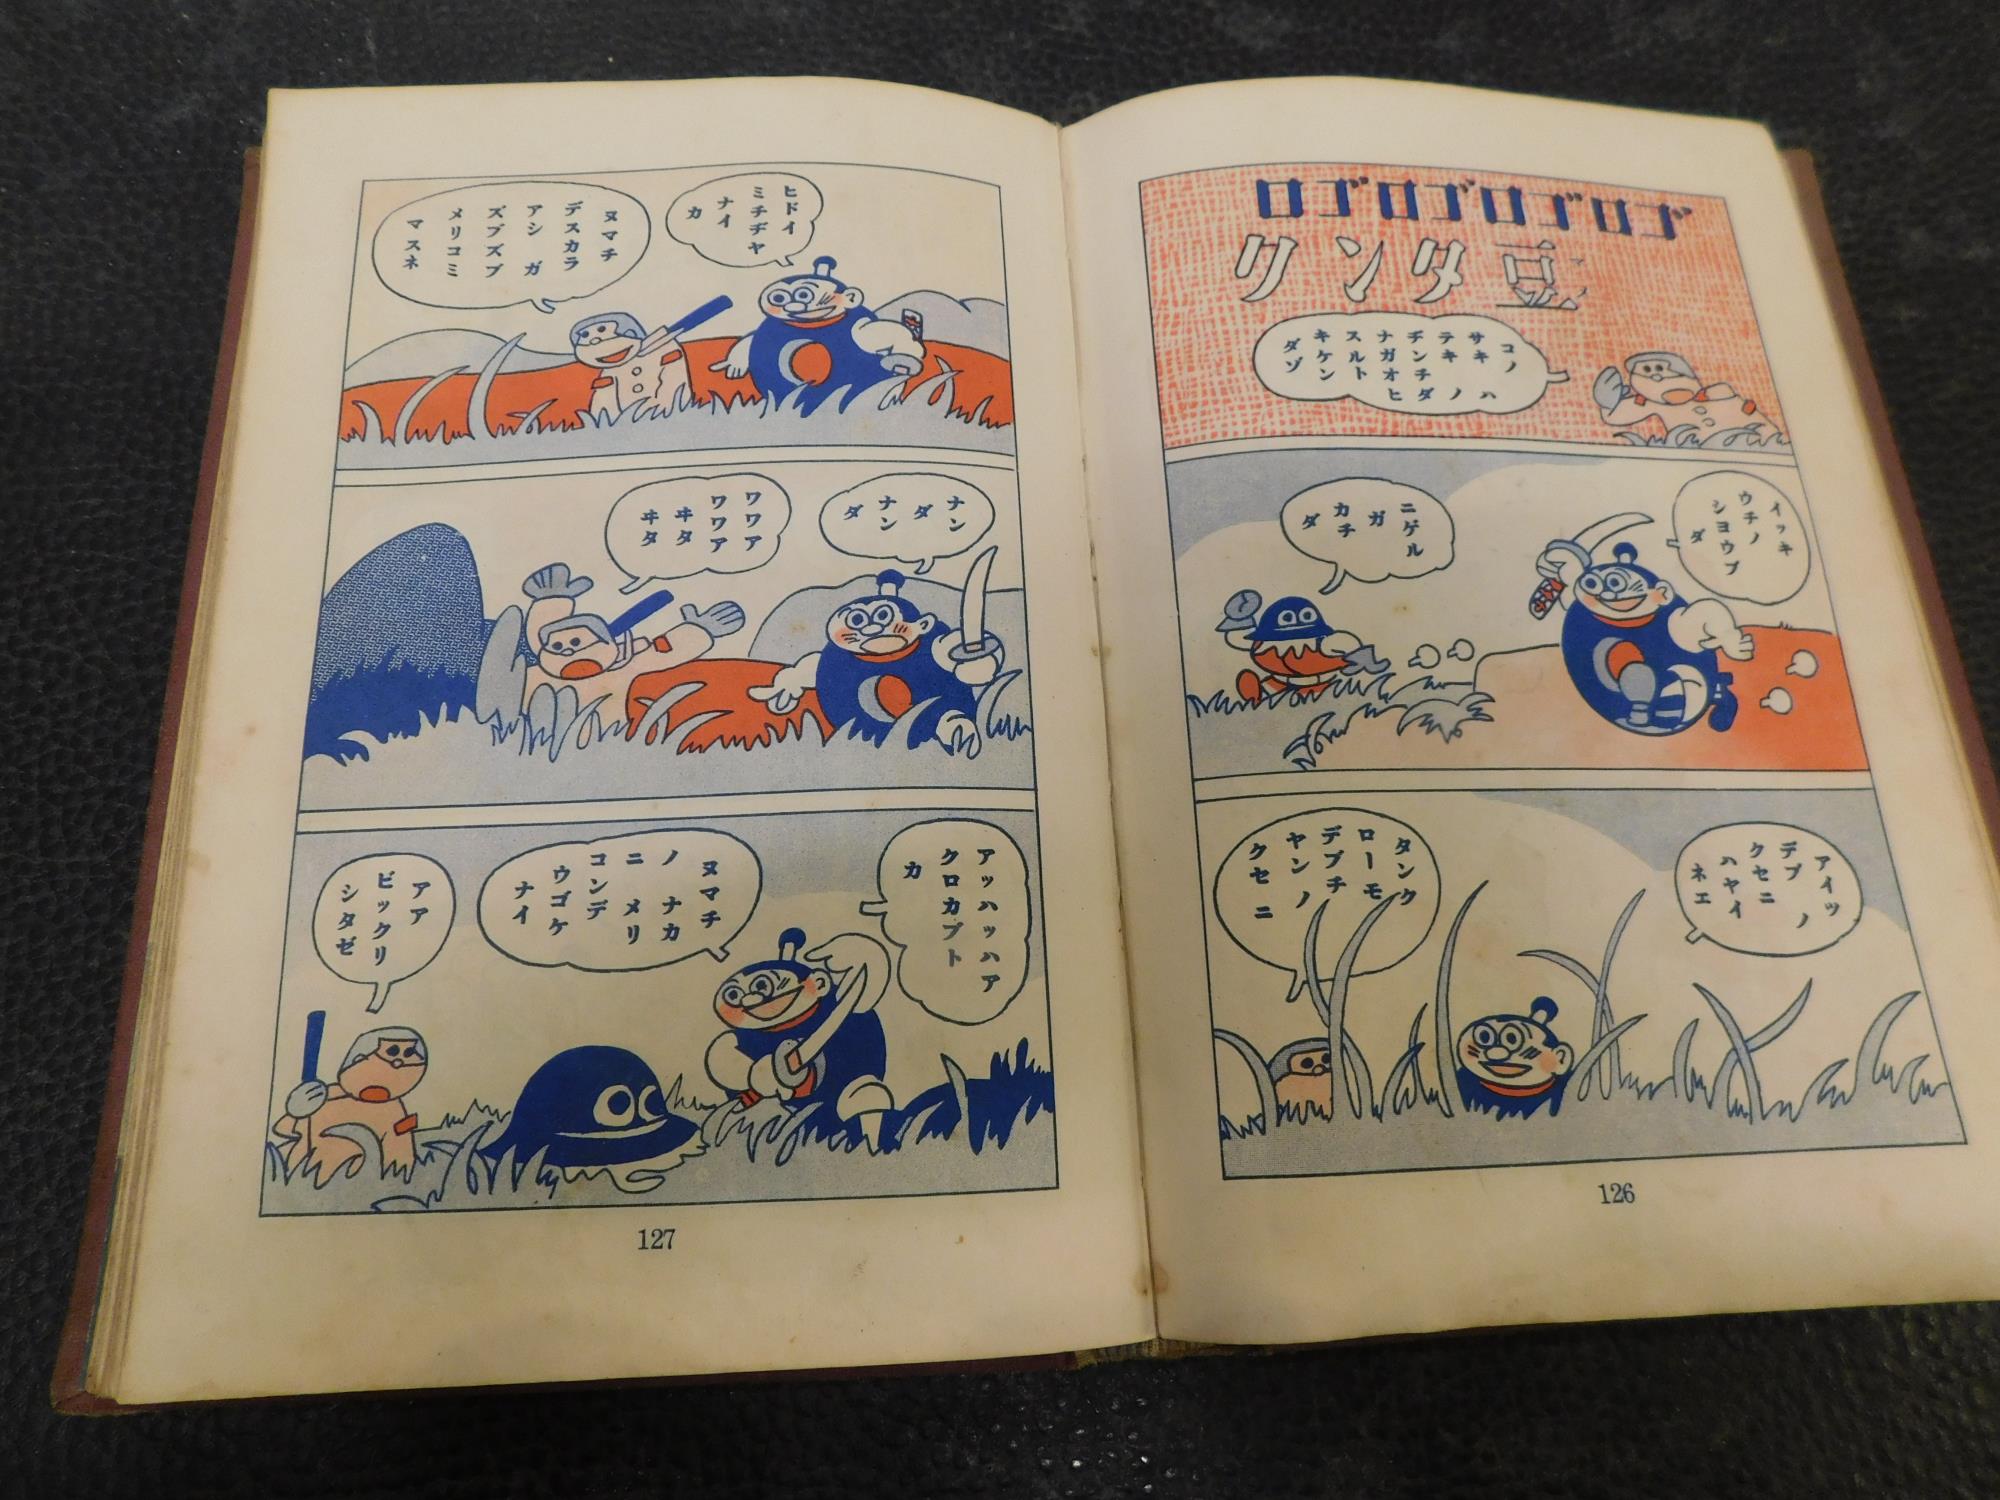 ゴロゴロゴロゴロ
豆タンク
コノ
サキ ハ
テキ ノ
ヂンチ ダ
ナガオヒ
スルト
キケン
ダゾ
イッキ
ウチノ
シヨウブ
ダ
ニゲル
ガ
カチ
ダ
アイツ
デブ ノ
クセニ
ハヤイ
ネエ
タンク
ローモ
デブチ
ヤン ノ
クセ ニ
126
ヒドイ
ミチヂヤ
ナイ
カ
ヌマチ
デスカラ
アシ ガ
ズブズブ
メリコミ
マスネ
ナン
ダ
ナン
ダ
ワワア
ワワア
ヰタ
ヰタ
アッハッハハア
クロカブト
カ
ヌマチ
ノ ナカ
ニ メリ
コンデ
ウゴケ
ナイ
アア
ビックリ
シタゼ
127